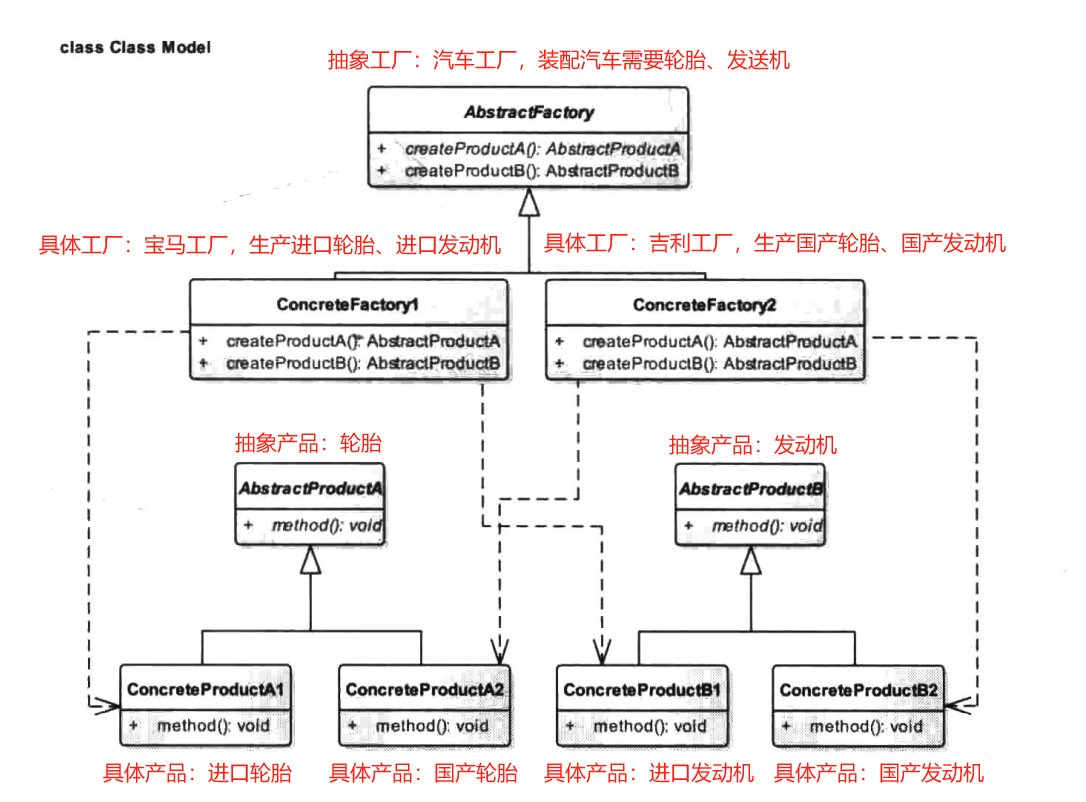 class Class Model
抽象工厂：汽车工厂，装配汽车需要轮胎、发送机
AbstractFactory
+ createProductA(): AbstractProductA
+ createProductB(): AbstractProductB
具体工厂：宝马工厂，生产进口轮胎、进口发动机
具体工厂：吉利工厂，生产国产轮胎、国产发动机
ConcreteFactory1
+ createProductA(): AbstractProductA
+ createProductB(): AbstractProductB
ConcreteFactory2
+ createProductA(): AbstractProductA
+ createProductB(): AbstractProductB
抽象产品：轮胎
AbstractProductA
+ method(): void
抽象产品：发动机
AbstractProductB
+ method(): void
ConcreteProductA1
+ method(): void
ConcreteProductA2
+ method(): void
ConcreteProductB1
+ method(): void
ConcreteProductB2
+ method(): void
具体产品：进口轮胎
具体产品：国产轮胎
具体产品：进口发动机
具体产品：国产发动机